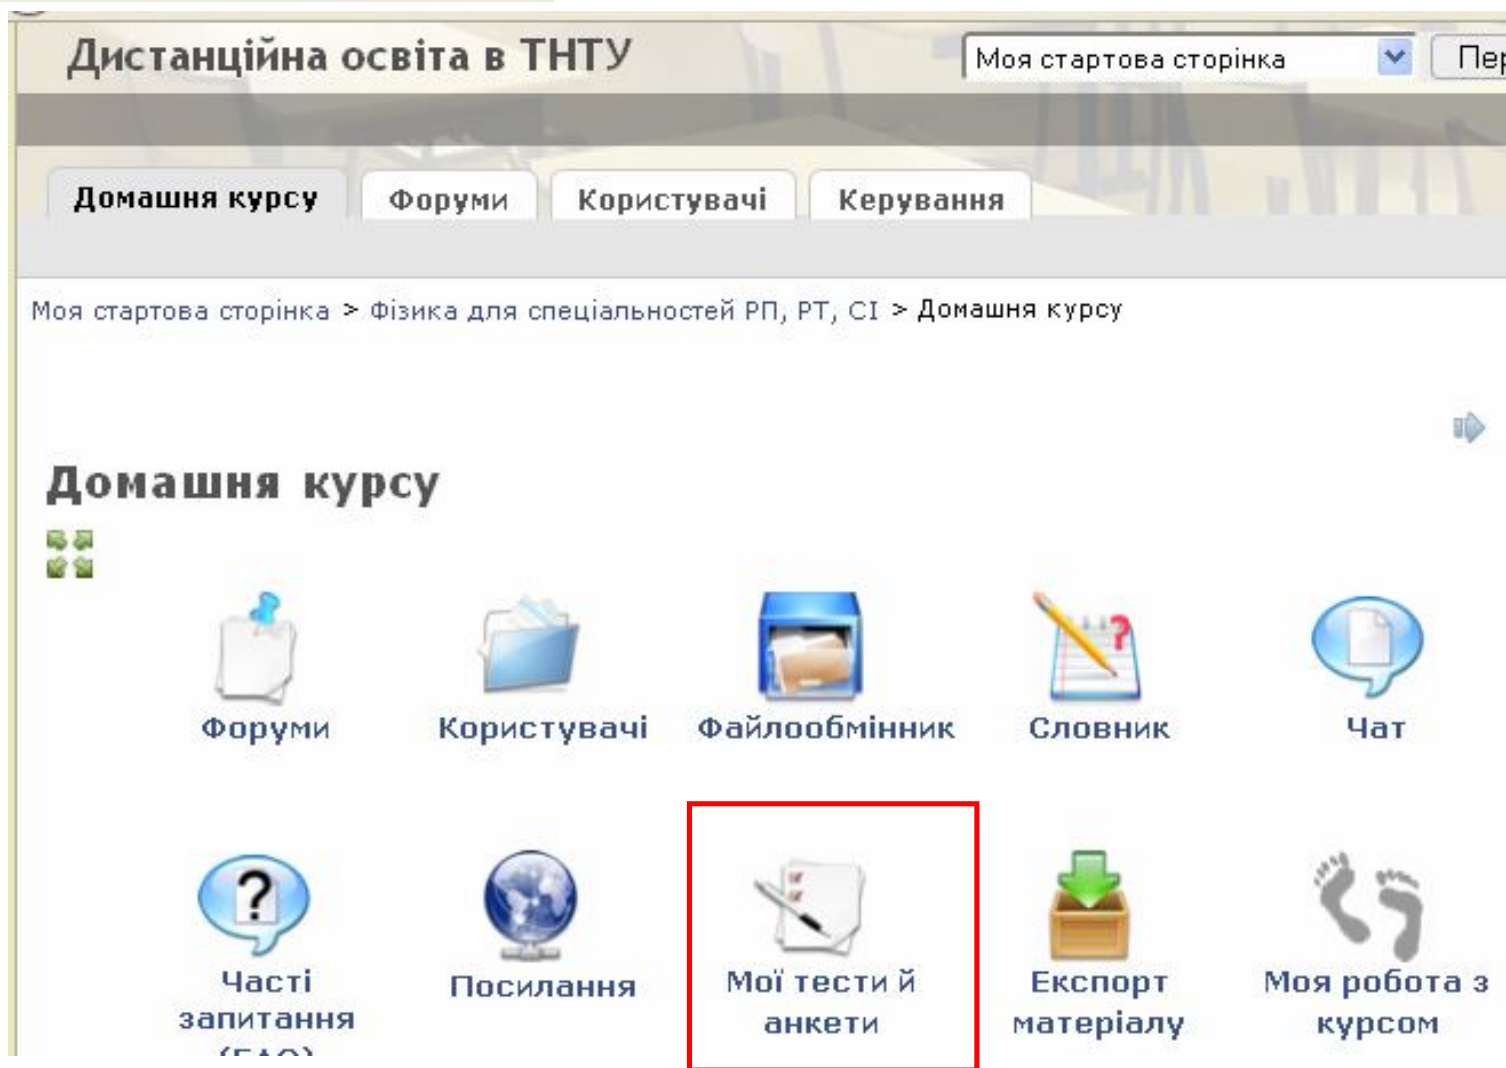 Дистанційна освіта в ТНТУ
Моя стартова сторінка
Пер
Домашня курсу Форуми Користувачі Керування
Моя стартова сторінка > Фізика для спеціальностей РП, РТ, СІ > Домашня курсу
Домашня курсу
Форуми Користувачі Файлообмінник Словник Чат
Часті
запитання
(FAQ)
Посилання
Мої тести й
анкети
Експорт
матеріалу
Моя робота з
курсом